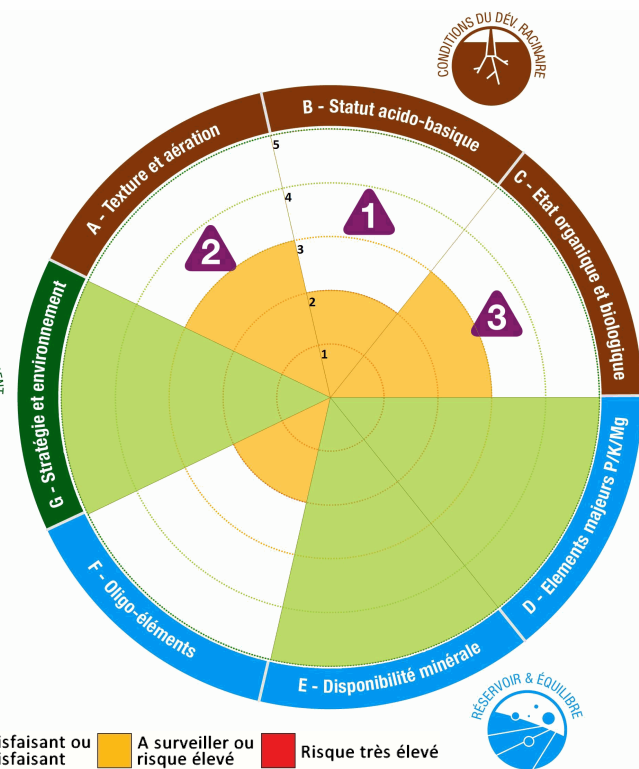 CONDITIONS DU DÉV. RACINAIRE
B - Statut acido-basique
A - Texture et aération
C - Etat organique et biologique
5
4
1
2
3
2
3
1
G - Stratégie et environnement
D - Elements majeurs P/K/Mg
F - Oligo-éléments
E - Disponibilité minérale
RÉSERVOIR & ÉQUILIBRE
isfaisant ou
isfaisant
A surveiller ou
risque élevé
Risque très élevé